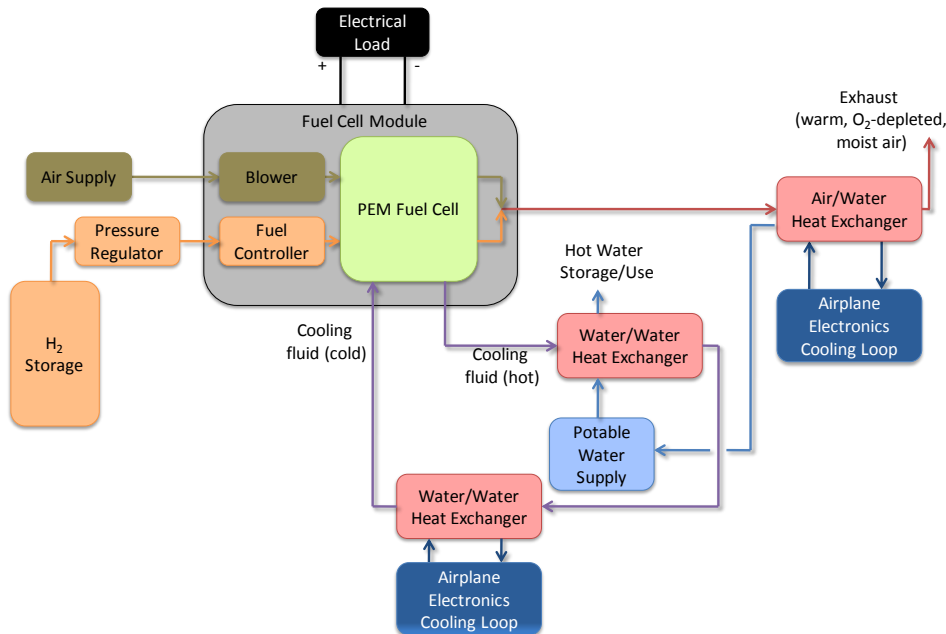 Electrical
Load
+
-
Fuel Cell Module
Exhaust
(warm, O₂-depleted,
moist air)
Air Supply
Blower
PEM Fuel Cell
Air/Water
Heat Exchanger
Pressure
Regulator
Fuel
Controller
Hot Water
Storage/Use
H₂
Storage
Cooling
fluid (cold)
Cooling
fluid (hot)
Water/Water
Heat Exchanger
Airplane
Electronics
Cooling Loop
Potable
Water
Supply
Water/Water
Heat Exchanger
Airplane
Electronics
Cooling Loop